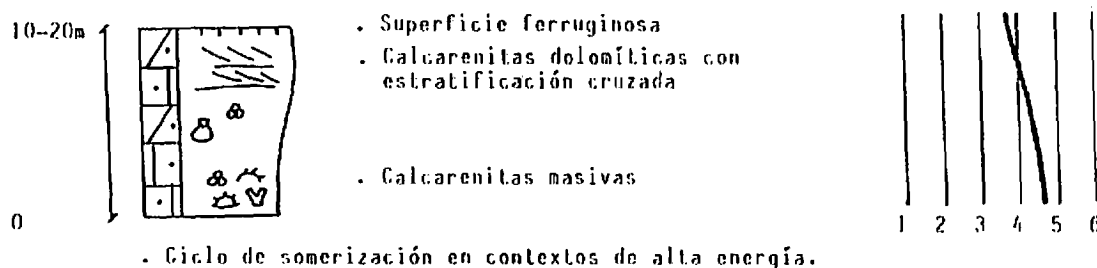 10-20m
. Superficie ferruginosa
. Calcarenitas dolomíticas con
estratificación cruzada
. Calcarenitas masivas
0
1 2 3 4 5 6
. Ciclo de somerización en contextos de alta energía.